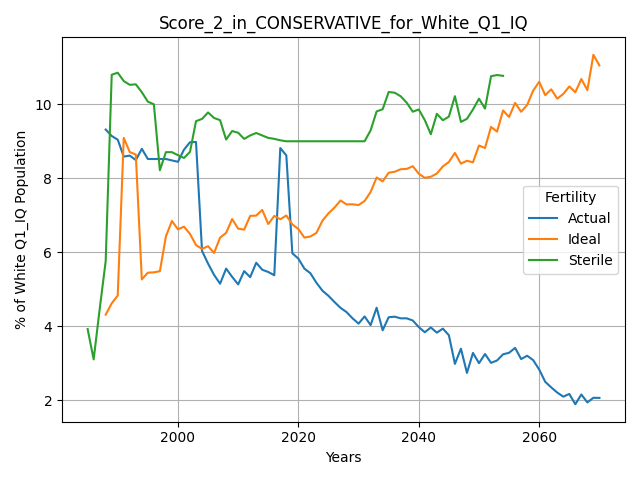 Score_2_in_CONSERVATIVE_for_White_Q1_IQ
% of White Q1_IQ Population
10
8
6
4
2
Fertility
Actual
Ideal
Sterile
2000
2020
2040
2060
Years